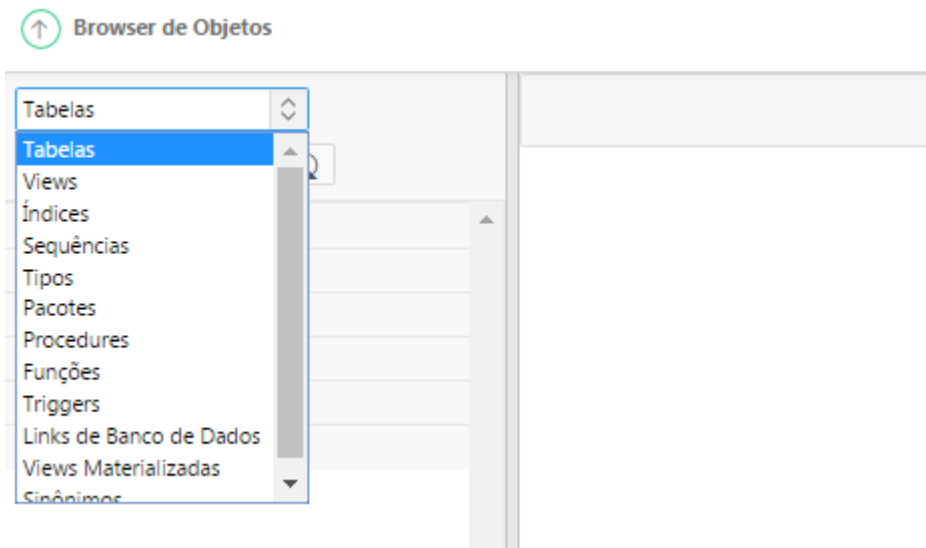 Browser de Objetos
Tabelas
Tabelas
Views
Índices
Sequências
Tipos
Pacotes
Procedures
Funções
Triggers
Links de Banco de Dados
Views Materializadas
Sinônimos